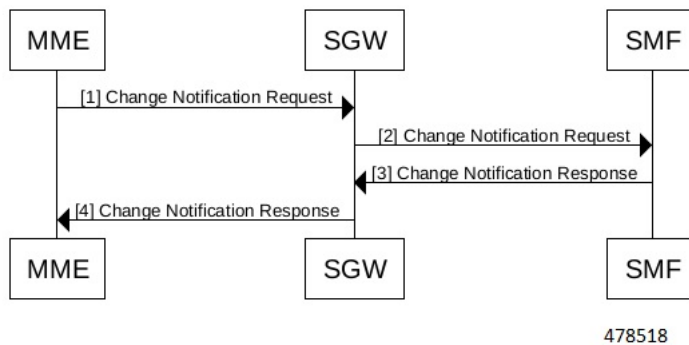 MME SGW SMF
[1] Change Notification Request
[2] Change Notification Request
[3] Change Notification Response
[4] Change Notification Response
MME SGW SMF
478518